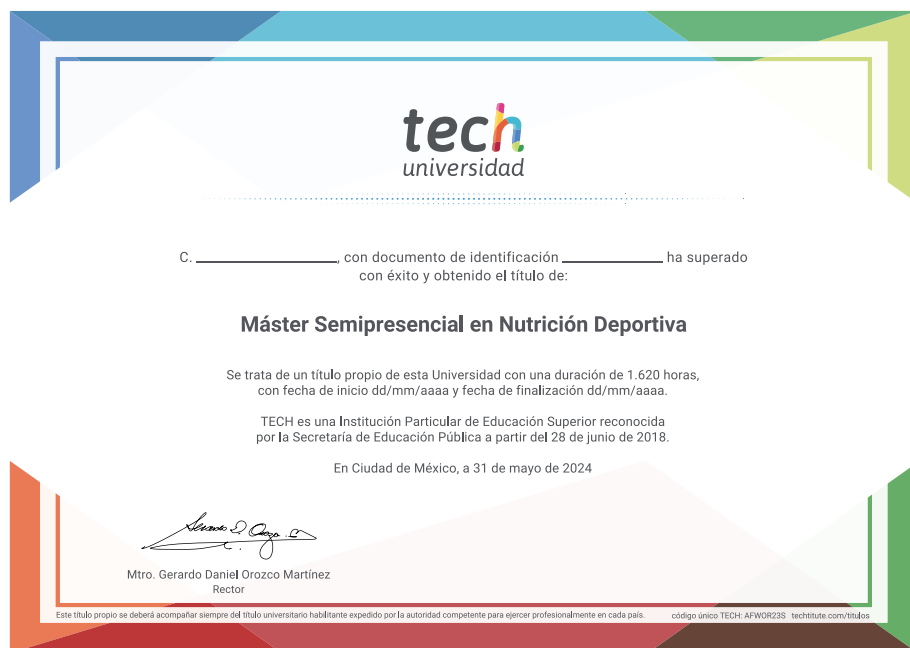 tech
universidad
C. ____________________, con documento de identificación ______________ ha superado
con éxito y obtenido el título de:
Máster Semipresencial en Nutrición Deportiva
Se trata de un título propio de esta Universidad con una duración de 1.620 horas,
con fecha de inicio dd/mm/aaaa y fecha de finalización dd/mm/aaaa.
TECH es una Institución Particular de Educación Superior reconocida
por la Secretaría de Educación Pública a partir del 28 de junio de 2018.
En Ciudad de México, a 31 de mayo de 2024
Mtro. Gerardo Daniel Orozco Martínez
Rector
Este título propio se deberá acompañar siempre del título universitario habilitante expedido por la autoridad competente para ejercer profesionalmente en cada país. código único TECH: AFWOR23S techtitute.com/titulos